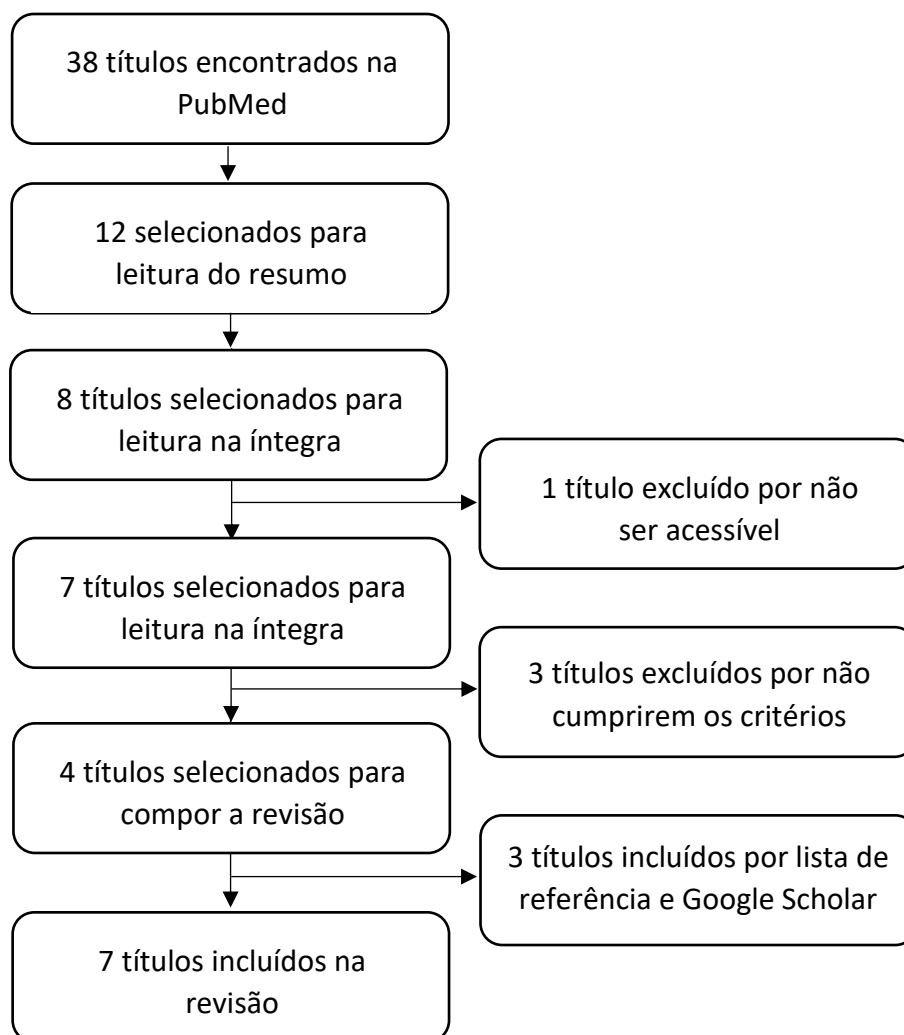 38 títulos encontrados na
PubMed
12 selecionados para
leitura do resumo
8 títulos selecionados para
leitura na íntegra
1 título excluído por não
ser acessível
7 títulos selecionados para
leitura na íntegra
3 títulos excluídos por não
cumprirem os critérios
4 títulos selecionados para
compor a revisão
3 títulos incluídos por lista de
referência e Google Scholar
7 títulos incluídos na
revisão